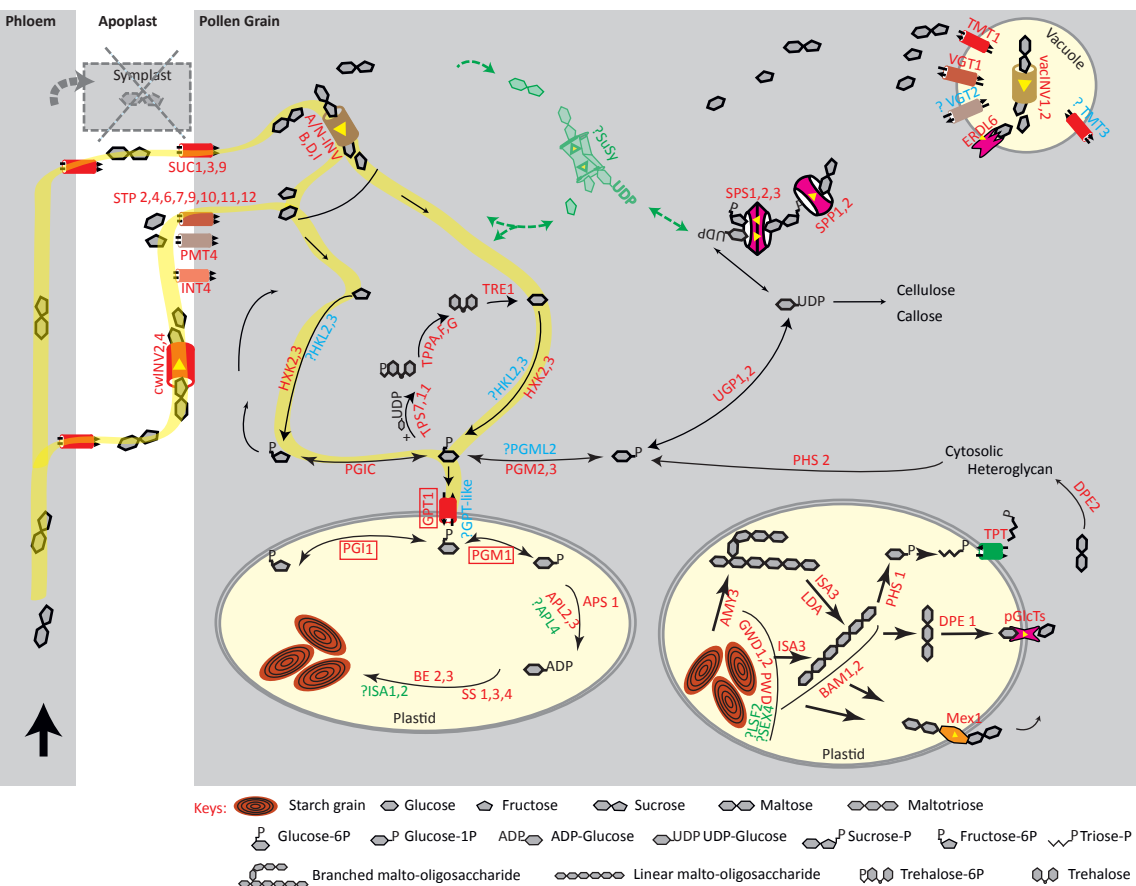 Phloem
Apoplast
Pollen Grain
Symplast
SUC1,3,9
STP 2,4,6,7,9,10,11,12
PMT4
INT4
cwINV2,4
A/N-INV
B,D,I
?SuSy
UDP
TMT1
VGT1
? VGT2
ERDL6
Vacuole
vacINV1,2
? TMT3
SPS1,2,3
SPP1,2
P
P
UDP
UDP
Cellulose
Callose
UGP1,2
TRE1
TPPA,F,G
P
UDP
+
TPS7,11
HXK2,3
?HKL2,3
?HKL2,3
HXK2,3
P
PGIC
P
?PGML2
PGM2,3
P
PHS 2
Cytosolic
Heteroglycan
DPE2
GPT1
?GPT-like
P
PGI1
P
PGM1
P
APS 1
APL2,3
?APL4
ADP
BE 2,3
?ISA1,2
SS 1,3,4
Plastid
AMY3
GWD1,2
PWD
?LSF2
?SEX4
ISA3
LDA
ISA3
PHS 1
P
P
P
TPT
DPE 1
pGlcTs
BAM1,2
Mex1
Plastid
Keys:
Starch grain
Glucose
Fructose
Sucrose
Maltose
Maltotriose
P
Glucose-6P
P Glucose-1P
ADP
ADP-Glucose
UDP UDP-Glucose
P
Sucrose-P
P
Fructose-6P
P Triose-P
Branched malto-oligosaccharide
Linear malto-oligosaccharide
P
Trehalose-6P
Trehalose